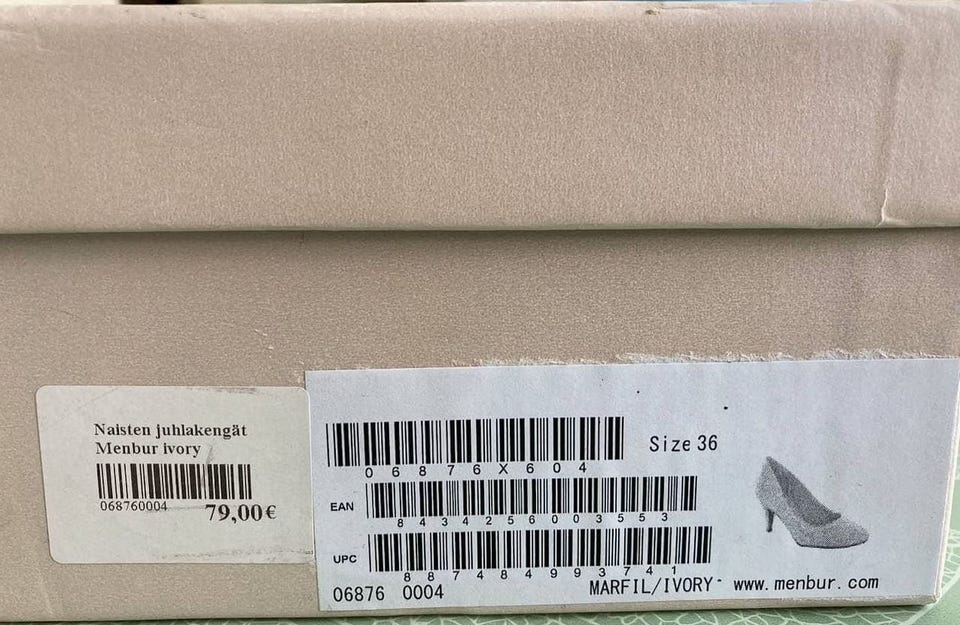 Naisten juhlakengät
Menbur ivory
068760004
79,00€
06876X604
Size 36
EAN
8434256003553
UPC
887484993741
06876 0004
MARFIL/IVORY
www.menbur.com